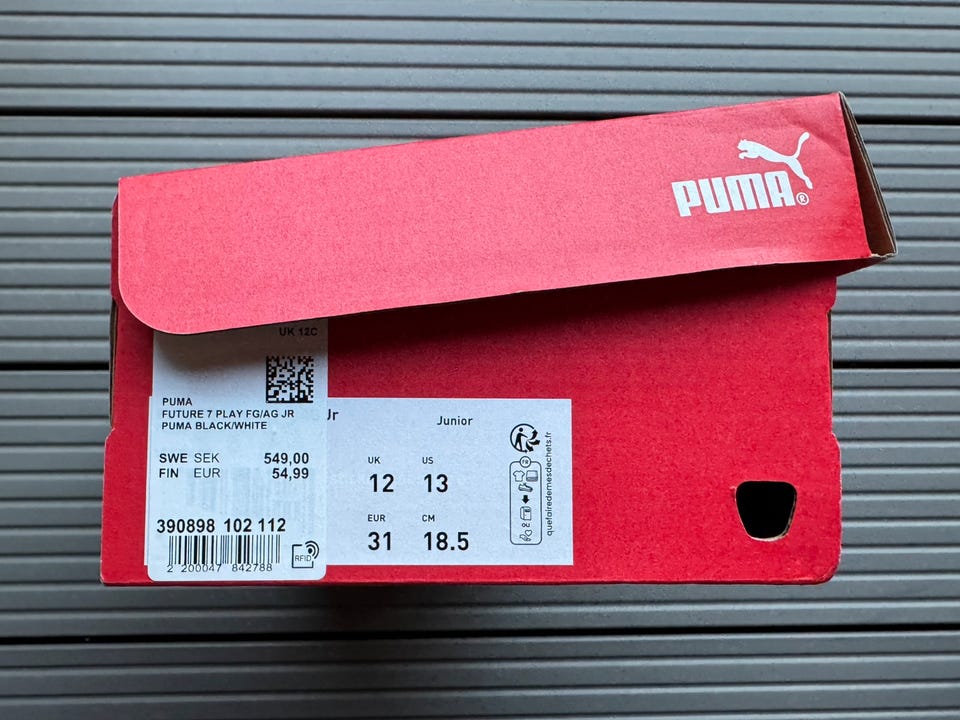 PUMA®
UK 12C
PUMA
FUTURE 7 PLAY FG/AG JR
PUMA BLACK/WHITE
SWE SEK 549,00
FIN EUR 54,99
390898 102 112
2 200047 842788
RFID
Jr
Junior
UK US
12 13
EUR CM
31 18.5
FR
quefairedemesdechets.fr